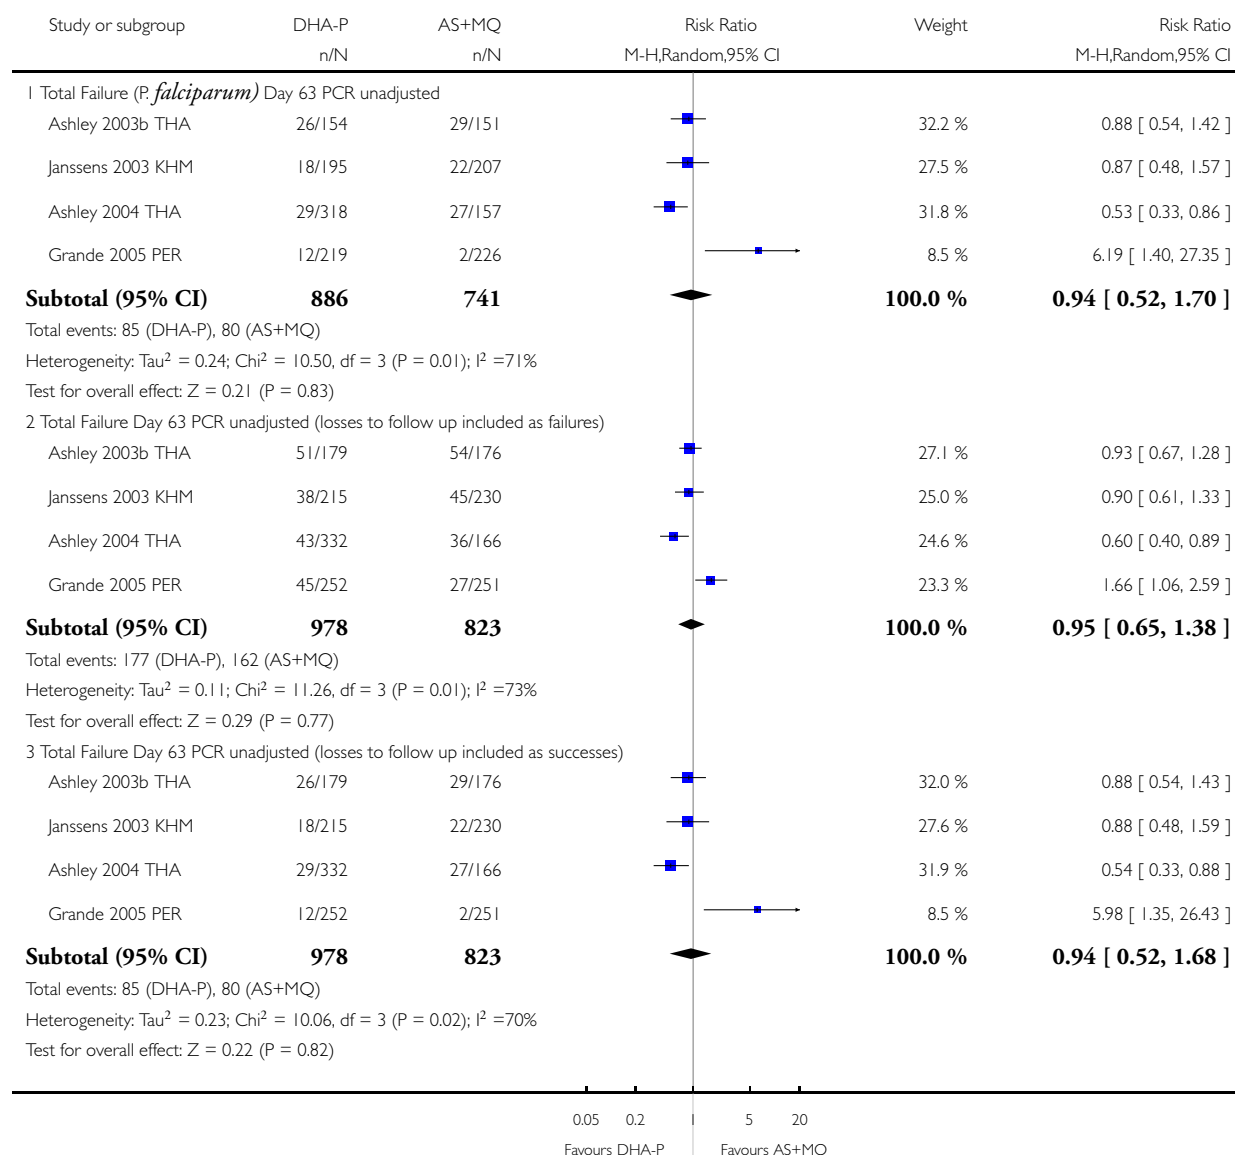 Study or subgroup DHA-P AS+MQ Risk Ratio Weight Risk Ratio
n/N n/N M-H,Random,95% CI M-H,Random,95% CI
1 Total Failure (P. falciparum) Day 63 PCR unadjusted
Ashley 2003b THA 26/154 29/151 32.2 % 0.88 [ 0.54, 1.42 ]
Janssens 2003 KHM 18/195 22/207 27.5 % 0.87 [ 0.48, 1.57 ]
Ashley 2004 THA 29/318 27/157 31.8 % 0.53 [ 0.33, 0.86 ]
Grande 2005 PER 12/219 2/226 8.5 % 6.19 [ 1.40, 27.35 ]
Subtotal (95% CI) 886 741 100.0 % 0.94 [ 0.52, 1.70 ]
Total events: 85 (DHA-P), 80 (AS+MQ)
Heterogeneity: Tau² = 0.24; Chi² = 10.50, df = 3 (P = 0.01); I² =71%
Test for overall effect: Z = 0.21 (P = 0.83)
2 Total Failure Day 63 PCR unadjusted (losses to follow up included as failures)
Ashley 2003b THA 51/179 54/176 27.1 % 0.93 [ 0.67, 1.28 ]
Janssens 2003 KHM 38/215 45/230 25.0 % 0.90 [ 0.61, 1.33 ]
Ashley 2004 THA 43/332 36/166 24.6 % 0.60 [ 0.40, 0.89 ]
Grande 2005 PER 45/252 27/251 23.3 % 1.66 [ 1.06, 2.59 ]
Subtotal (95% CI) 978 823 100.0 % 0.95 [ 0.65, 1.38 ]
Total events: 177 (DHA-P), 162 (AS+MQ)
Heterogeneity: Tau² = 0.11; Chi² = 11.26, df = 3 (P = 0.01); I² =73%
Test for overall effect: Z = 0.29 (P = 0.77)
3 Total Failure Day 63 PCR unadjusted (losses to follow up included as successes)
Ashley 2003b THA 26/179 29/176 32.0 % 0.88 [ 0.54, 1.43 ]
Janssens 2003 KHM 18/215 22/230 27.6 % 0.88 [ 0.48, 1.59 ]
Ashley 2004 THA 29/332 27/166 31.9 % 0.54 [ 0.33, 0.88 ]
Grande 2005 PER 12/252 2/251 8.5 % 5.98 [ 1.35, 26.43 ]
Subtotal (95% CI) 978 823 100.0 % 0.94 [ 0.52, 1.68 ]
Total events: 85 (DHA-P), 80 (AS+MQ)
Heterogeneity: Tau² = 0.23; Chi² = 10.06, df = 3 (P = 0.02); I² =70%
Test for overall effect: Z = 0.22 (P = 0.82)
0.05 0.2 1 5 20
Favours DHA-P Favours AS+MQ